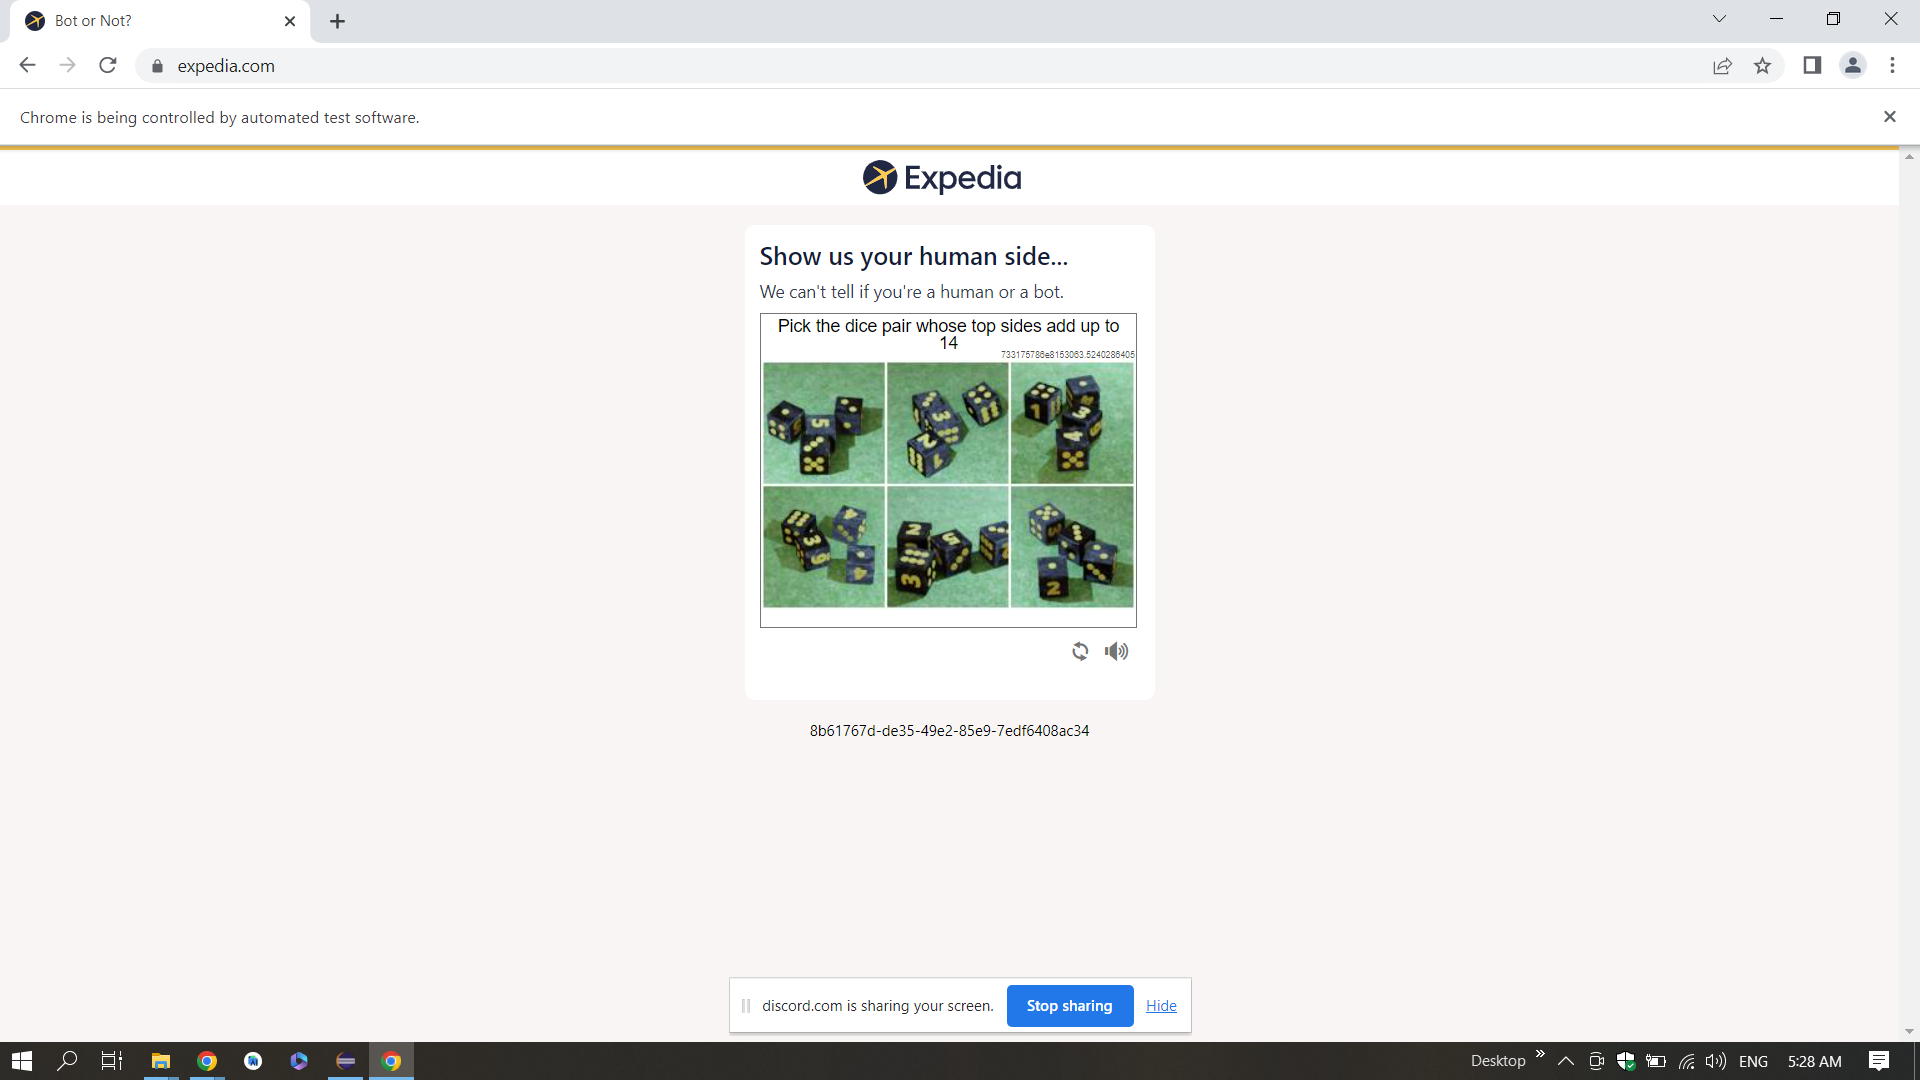 Bot or Not?
expedia.com
Chrome is being controlled by automated test software.
Expedia
Show us your human side...
We can't tell if you're a human or a bot.
Pick the dice pair whose top sides add up to
14
733175786e8153063.5240286405
8b61767d-de35-49e2-85e9-7edf6408ac34
discord.com is sharing your screen.
Stop sharing
Hide
Desktop
ENG
5:28 AM